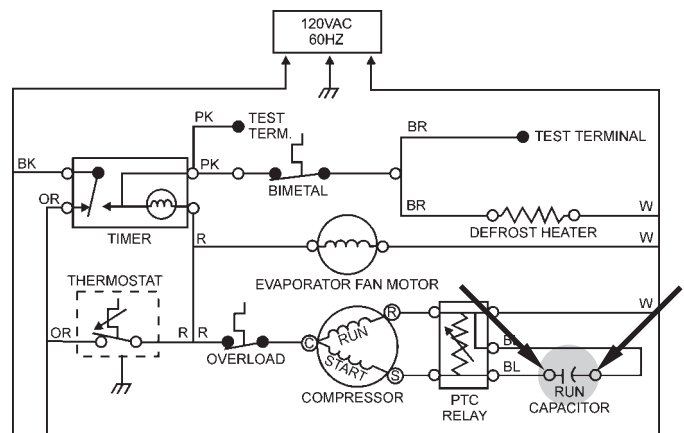 120VAC
60HZ
PK
TEST
TERM.
BR
TEST TERMINAL
BK
PK
BIMETAL
OR
TIMER
BR
DEFROST HEATER
W
R
W
EVAPORATOR FAN MOTOR
THERMOSTAT
OR
R
R
OVERLOAD
C
RUN
START
R
S
COMPRESSOR
PTC
RELAY
W
BL
RUN
CAPACITOR